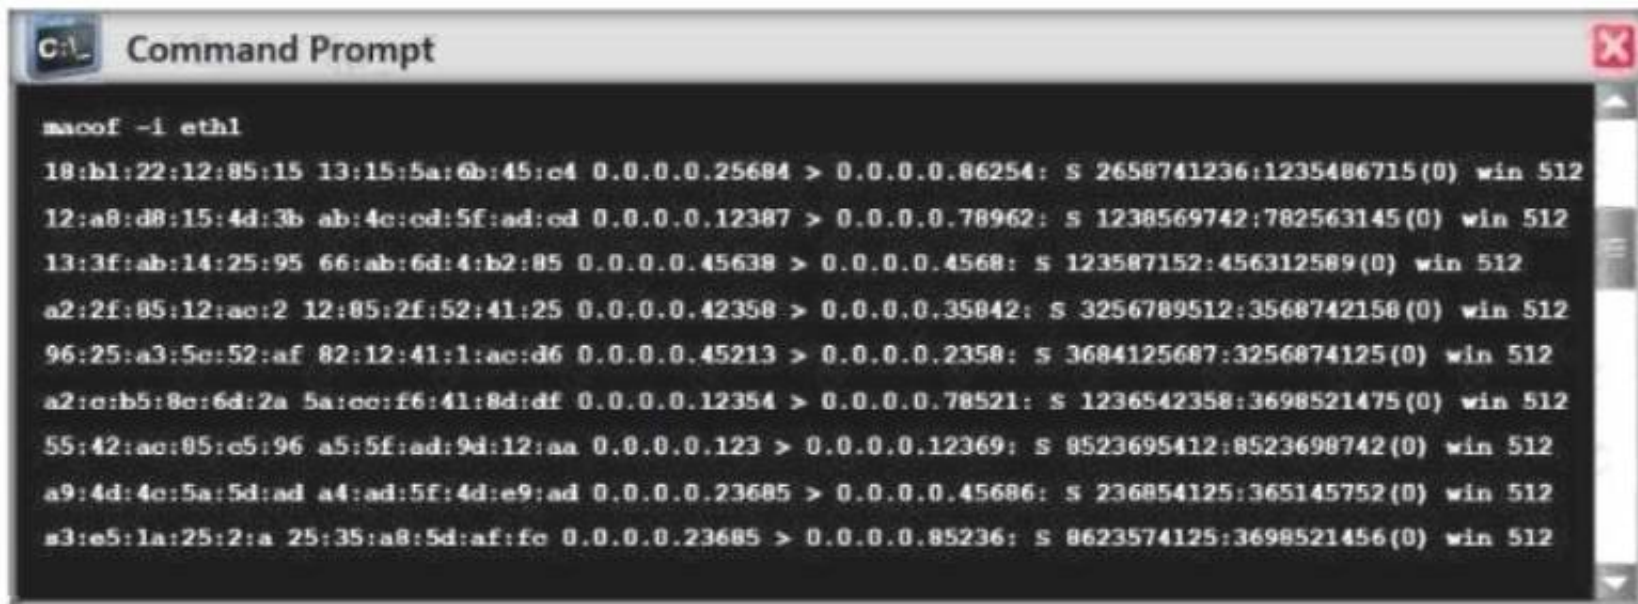 C:\_ Command Prompt
macof -i eth1
18:b1:22:12:85:15 13:15:5a:6b:45:c4 0.0.0.0.25684 > 0.0.0.0.86254: S 2658741236:1235486715(0) win 512
12:a8:d8:15:4d:3b ab:4c:cd:5f:ad:cd 0.0.0.0.12387 > 0.0.0.0.78962: S 1238569742:782563145(0) win 512
13:3f:ab:14:25:95 66:ab:6d:4:b2:85 0.0.0.0.45638 > 0.0.0.0.4568: S 123587152:456312589(0) win 512
a2:2f:85:12:ac:2 12:85:2f:52:41:25 0.0.0.0.42358 > 0.0.0.0.35842: S 3256789512:3568742158(0) win 512
96:25:a3:5c:52:af 82:12:41:1:ac:d6 0.0.0.0.45213 > 0.0.0.0.2358: S 3684125687:3256874125(0) win 512
a2:c:b5:8c:6d:2a 5a:cc:f6:41:8d:df 0.0.0.0.12354 > 0.0.0.0.78521: S 1236542358:3698521475(0) win 512
55:42:ac:85:c5:96 a5:5f:ad:9d:12:aa 0.0.0.0.123 > 0.0.0.0.12369: S 8523695412:8523698742(0) win 512
a9:4d:4c:5a:5d:ad a4:ad:5f:4d:e9:ad 0.0.0.0.23685 > 0.0.0.0.45686: S 236854125:365145752(0) win 512
s3:e5:1a:25:2:a 25:35:a8:5d:af:fc 0.0.0.0.23685 > 0.0.0.0.85236: S 8623574125:3698521456(0) win 512